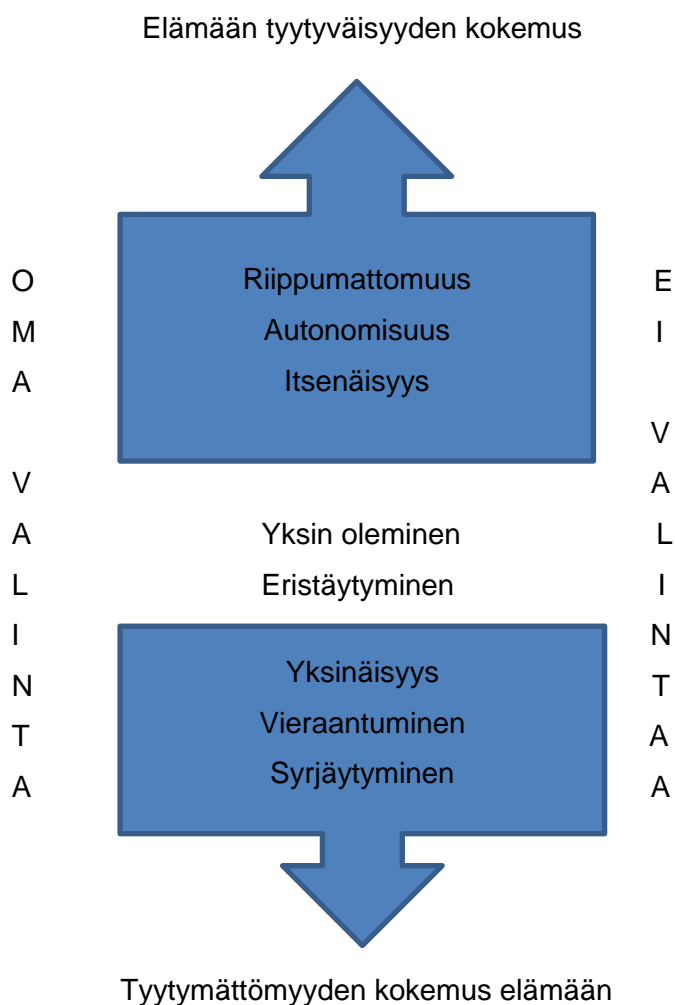 Elämään tyytyväisyyden kokemus
Riippumattomuus
Autonomisuus
Itsenäisyys
OMA VALINTA
EI VALINTAA
Yksin oleminen
Eristäytyminen
Yksinäisyys
Vieraantuminen
Syrjäytyminen
Tyytymättömyyden kokemus elämään